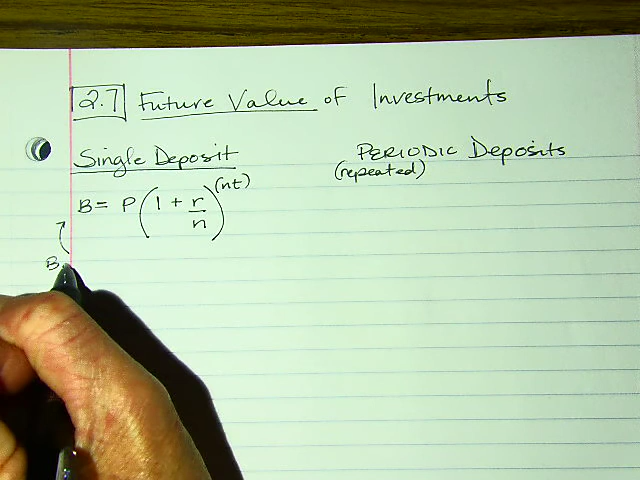 2.7 Future Value of Investments
Single Deposit PERIODIC Deposits
(repeated)
B = P(1 + r/n)^(nt)
B